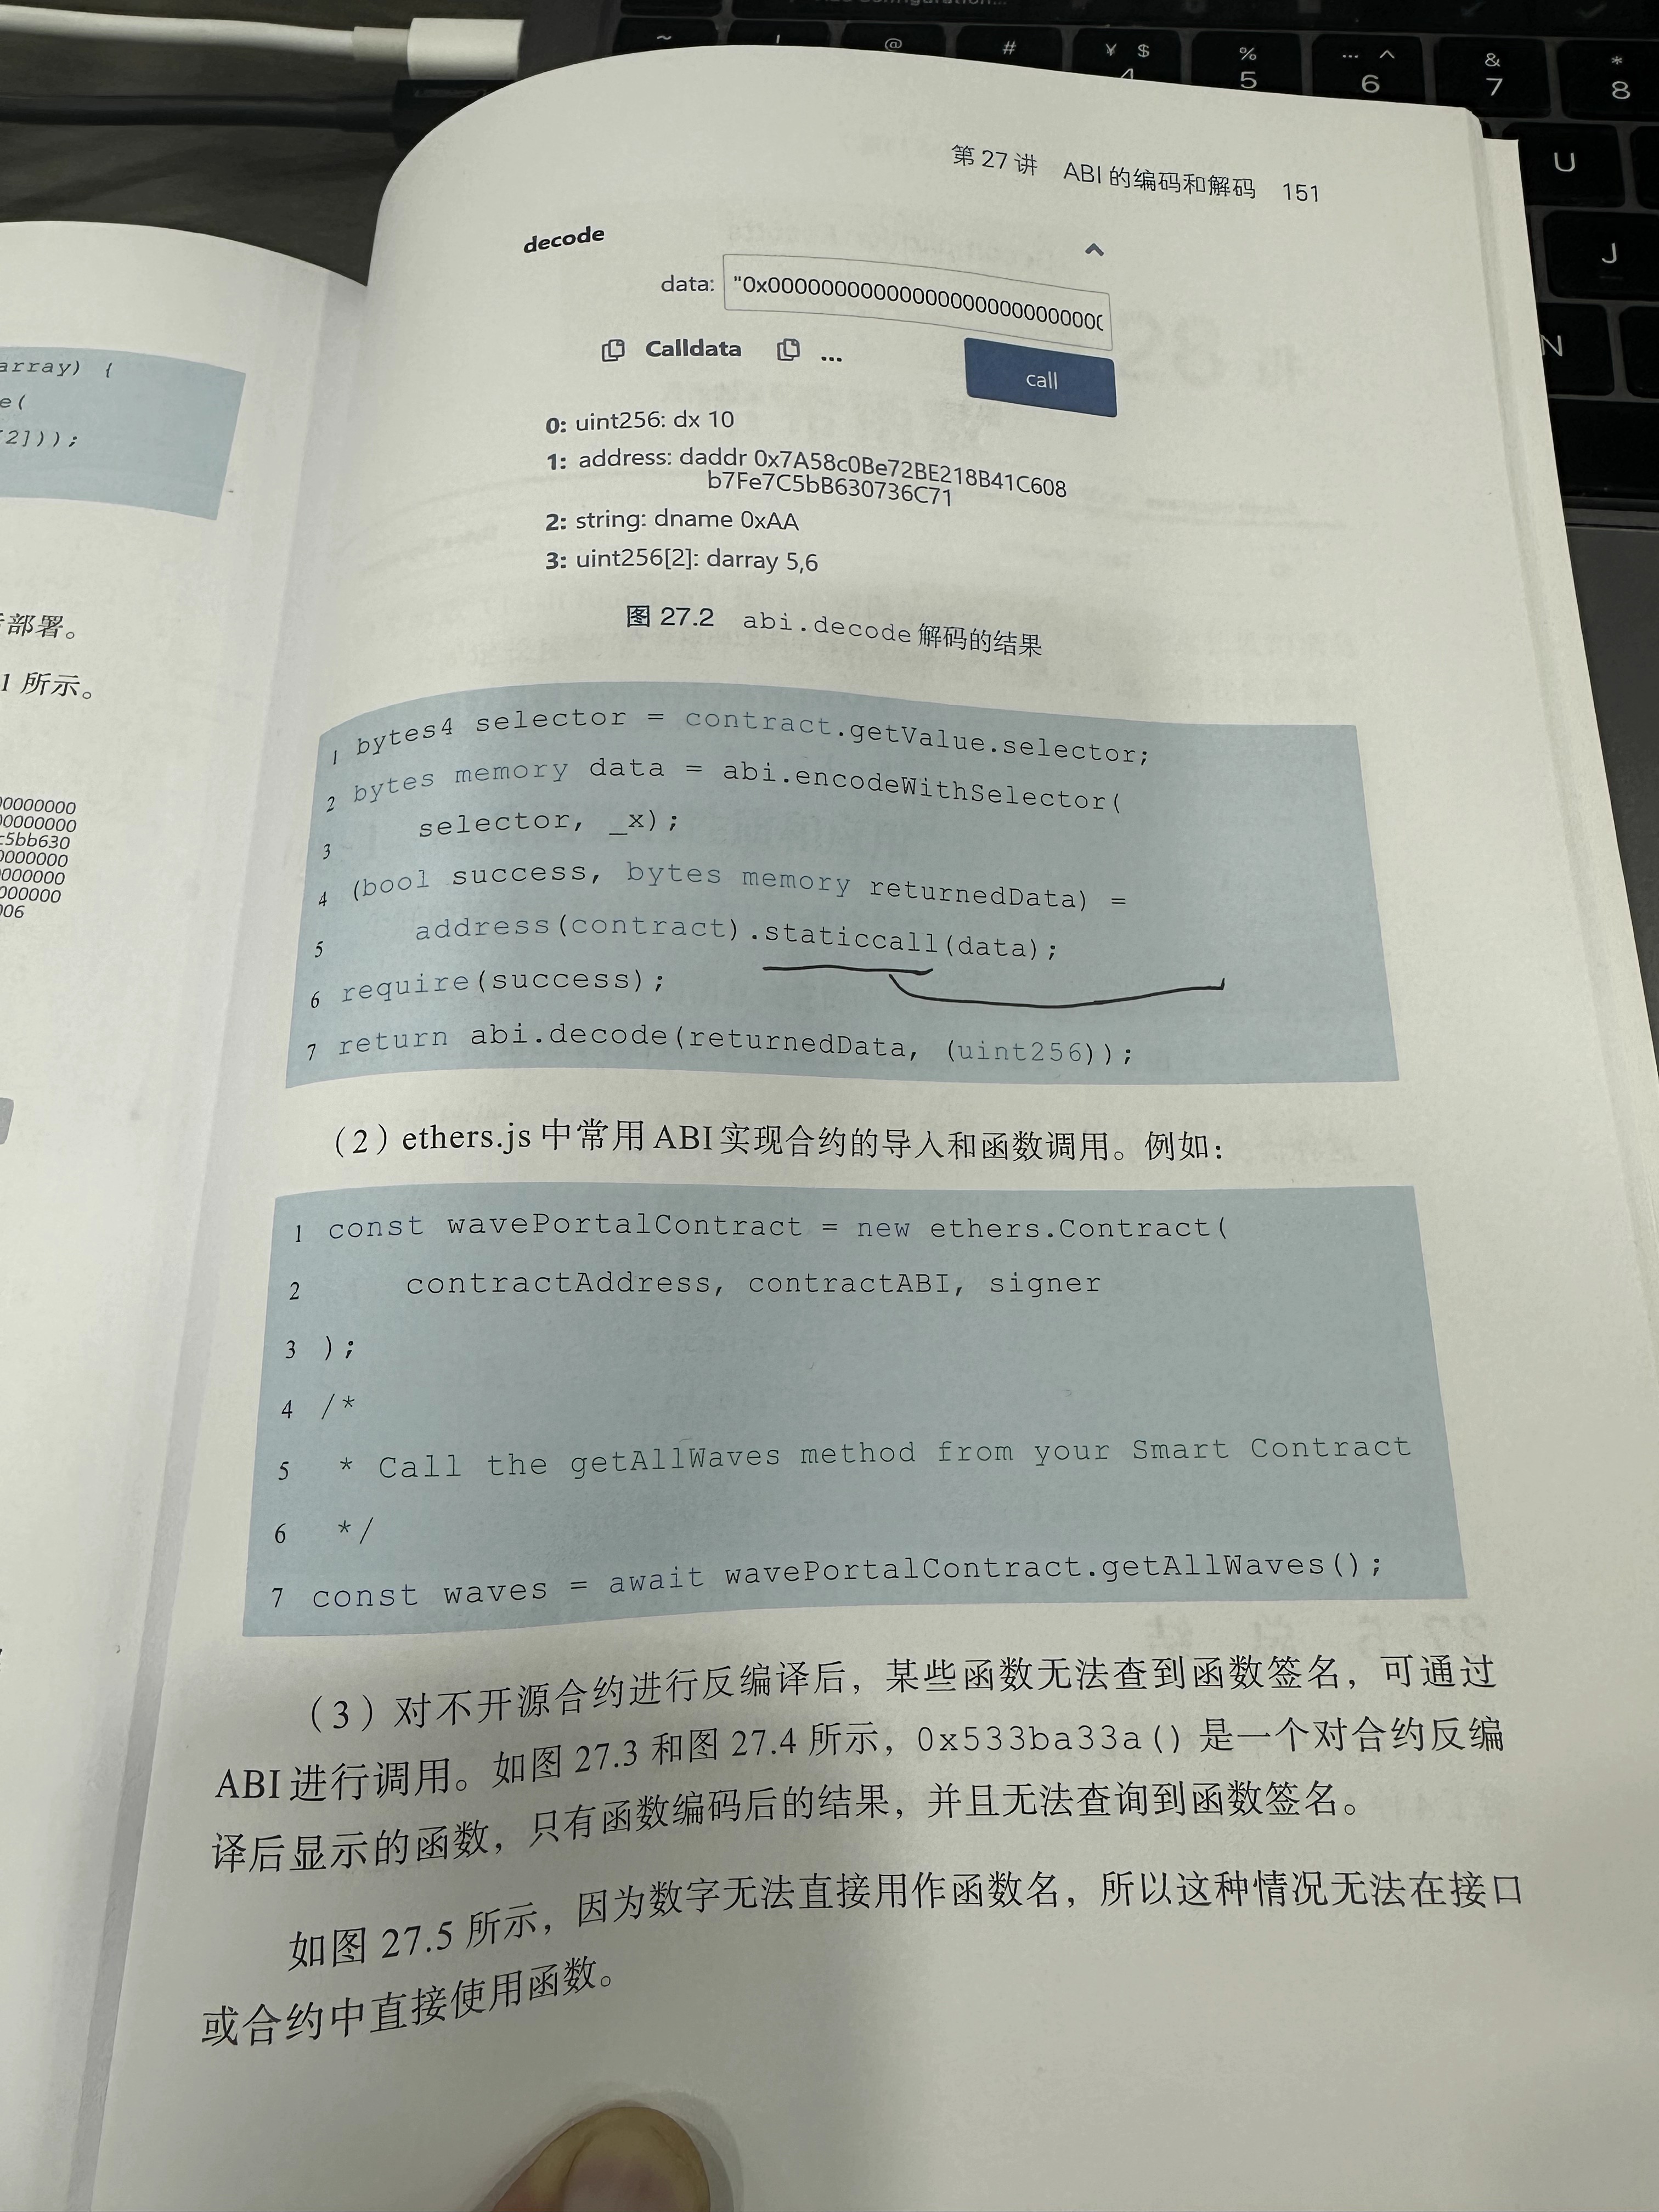 array) {
e(
[2]));
部署。
1 所示。
00000000
00000000
c5bb630
0000000
0000000
000000
006
第 27 讲 ABI 的编码和解码 151
decode
data: "0x0000000000000000000000000000
Calldata ...
call
0: uint256: dx 10
1: address: daddr 0x7A58c0Be72BE218B41C608
b7Fe7C5bB630736C71
2: string: dname 0xAA
3: uint256[2]: darray 5,6
图 27.2 abi.decode 解码的结果
1 bytes4 selector = contract.getValue.selector;
2 bytes memory data = abi.encodeWithSelector(
3 selector, _x);
4 (bool success, bytes memory returnedData) =
5 address(contract).staticcall(data);
6 require(success);
7 return abi.decode(returnedData, (uint256));
（2）ethers.js 中常用 ABI 实现合约的导入和函数调用。例如：
1 const wavePortalContract = new ethers.Contract(
2 contractAddress, contractABI, signer
3 );
4 /*
5 * Call the getAllWaves method from your Smart Contract
6 */
7 const waves = await wavePortalContract.getAllWaves();
（3）对不开源合约进行反编译后，某些函数无法查到函数签名，可通过
ABI 进行调用。如图 27.3 和图 27.4 所示，0x533ba33a() 是一个对合约反编
译后显示的函数，只有函数编码后的结果，并且无法查询到函数签名。
如图 27.5 所示，因为数字无法直接用作函数名，所以这种情况无法在接口
或合约中直接使用函数。
~
!
@
#
¥ $
4
%
5
... ^
6
&
7
*
8
U
J
N